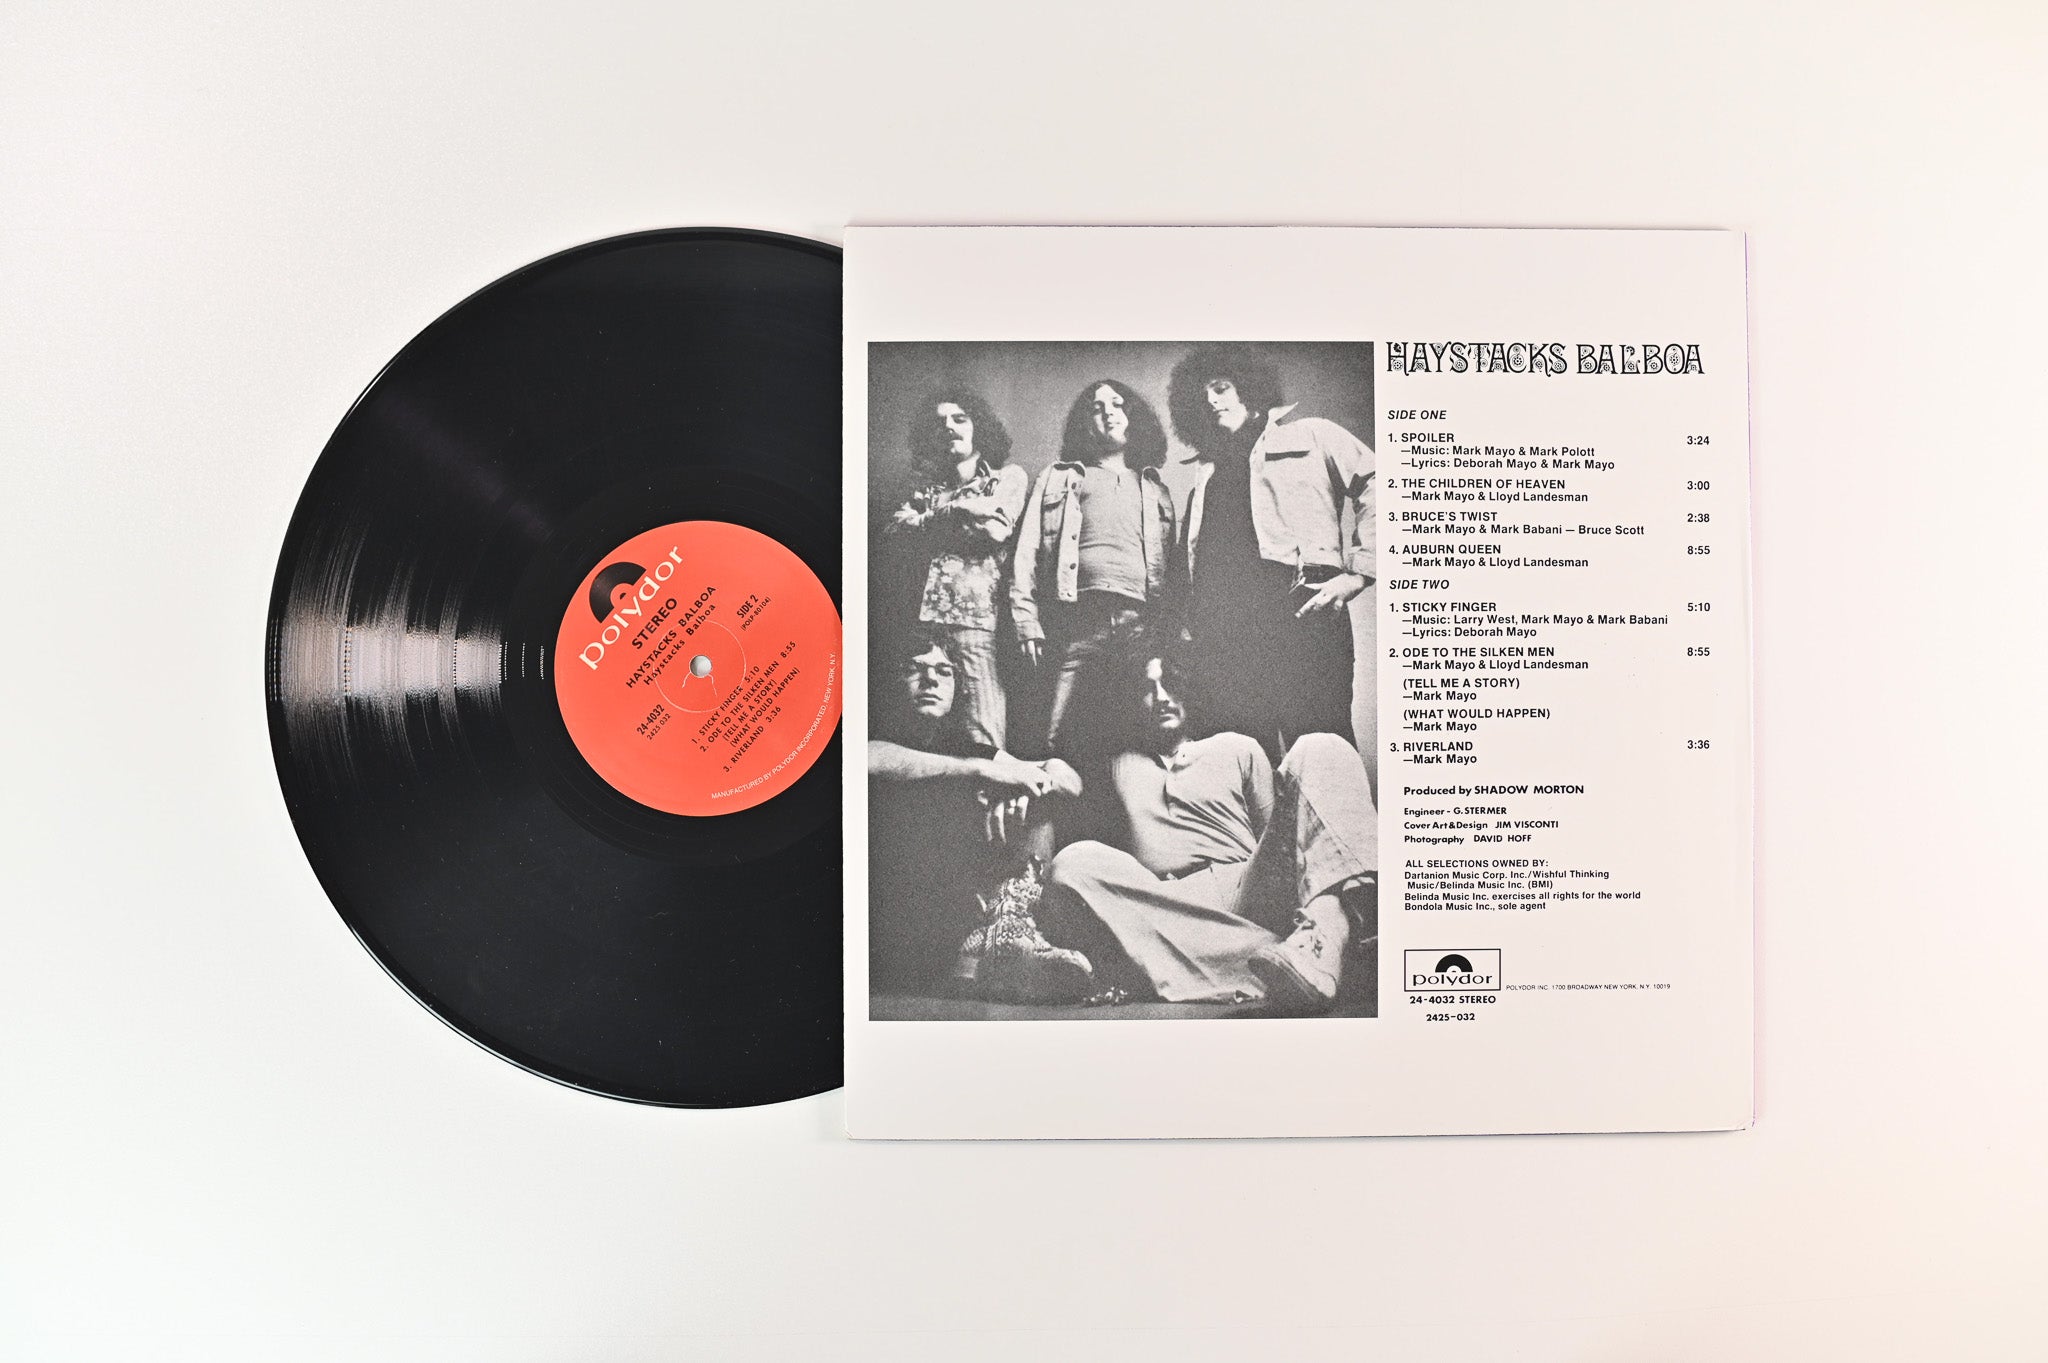 polydor
STEREO
HAYSTACKS BALBOA
Haystacks Balboa
SIDE 2
(POLP-80104)
24-4032
2425 032
1. STICKY FINGER 5:10
2. ODE TO THE SILKEN MEN 8:55
(TELL ME A STORY)
(WHAT WOULD HAPPEN)
3. RIVERLAND 3:36
MANUFACTURED BY POLYDOR INCORPORATED, NEW YORK, N.Y.
HAYSTACKS BALBOA
SIDE ONE
1. SPOILER 3:24
—Music: Mark Mayo & Mark Polott
—Lyrics: Deborah Mayo & Mark Mayo
2. THE CHILDREN OF HEAVEN 3:00
—Mark Mayo & Lloyd Landesman
3. BRUCE'S TWIST 2:38
—Mark Mayo & Mark Babani — Bruce Scott
4. AUBURN QUEEN 8:55
—Mark Mayo & Lloyd Landesman
SIDE TWO
1. STICKY FINGER 5:10
—Music: Larry West, Mark Mayo & Mark Babani
—Lyrics: Deborah Mayo
2. ODE TO THE SILKEN MEN 8:55
—Mark Mayo & Lloyd Landesman
(TELL ME A STORY)
—Mark Mayo
(WHAT WOULD HAPPEN)
—Mark Mayo
3. RIVERLAND 3:36
—Mark Mayo
Produced by SHADOW MORTON
Engineer - G. STERMER
Cover Art & Design JIM VISCONTI
Photography DAVID HOFF
ALL SELECTIONS OWNED BY:
Dartanion Music Corp. Inc./Wishful Thinking
Music/Belinda Music Inc. (BMI)
Belinda Music Inc. exercises all rights for the world
Bondola Music Inc., sole agent
polydor
POLYDOR INC. 1700 BROADWAY NEW YORK, N.Y. 10019
24-4032 STEREO
2425-032